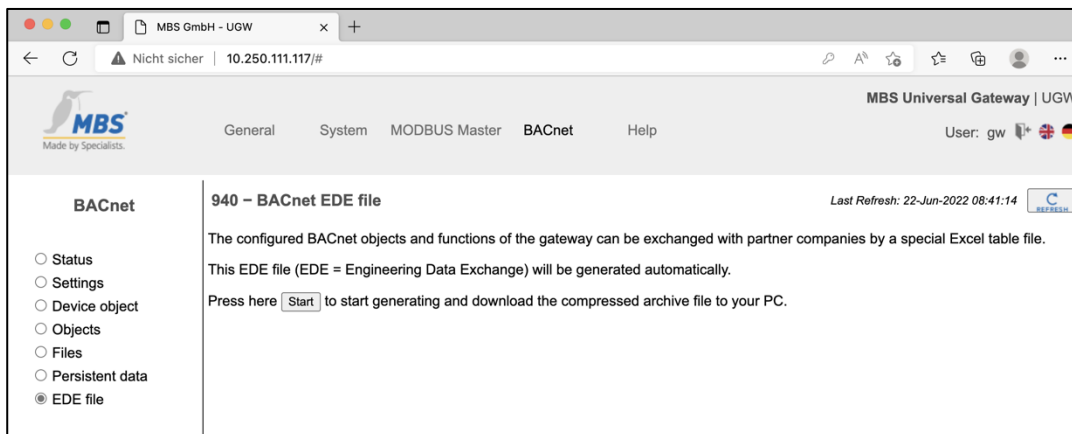 MBS GmbH - UGW
Nicht sicher | 10.250.111.117/#
MBS
Made by Specialists.
General System MODBUS Master BACnet Help
MBS Universal Gateway | UGW
User: gw
BACnet
Status
Settings
Device object
Objects
Files
Persistent data
EDE file
940 – BACnet EDE file
Last Refresh: 22-Jun-2022 08:41:14
REFRESH
The configured BACnet objects and functions of the gateway can be exchanged with partner companies by a special Excel table file.
This EDE file (EDE = Engineering Data Exchange) will be generated automatically.
Press here Start to start generating and download the compressed archive file to your PC.